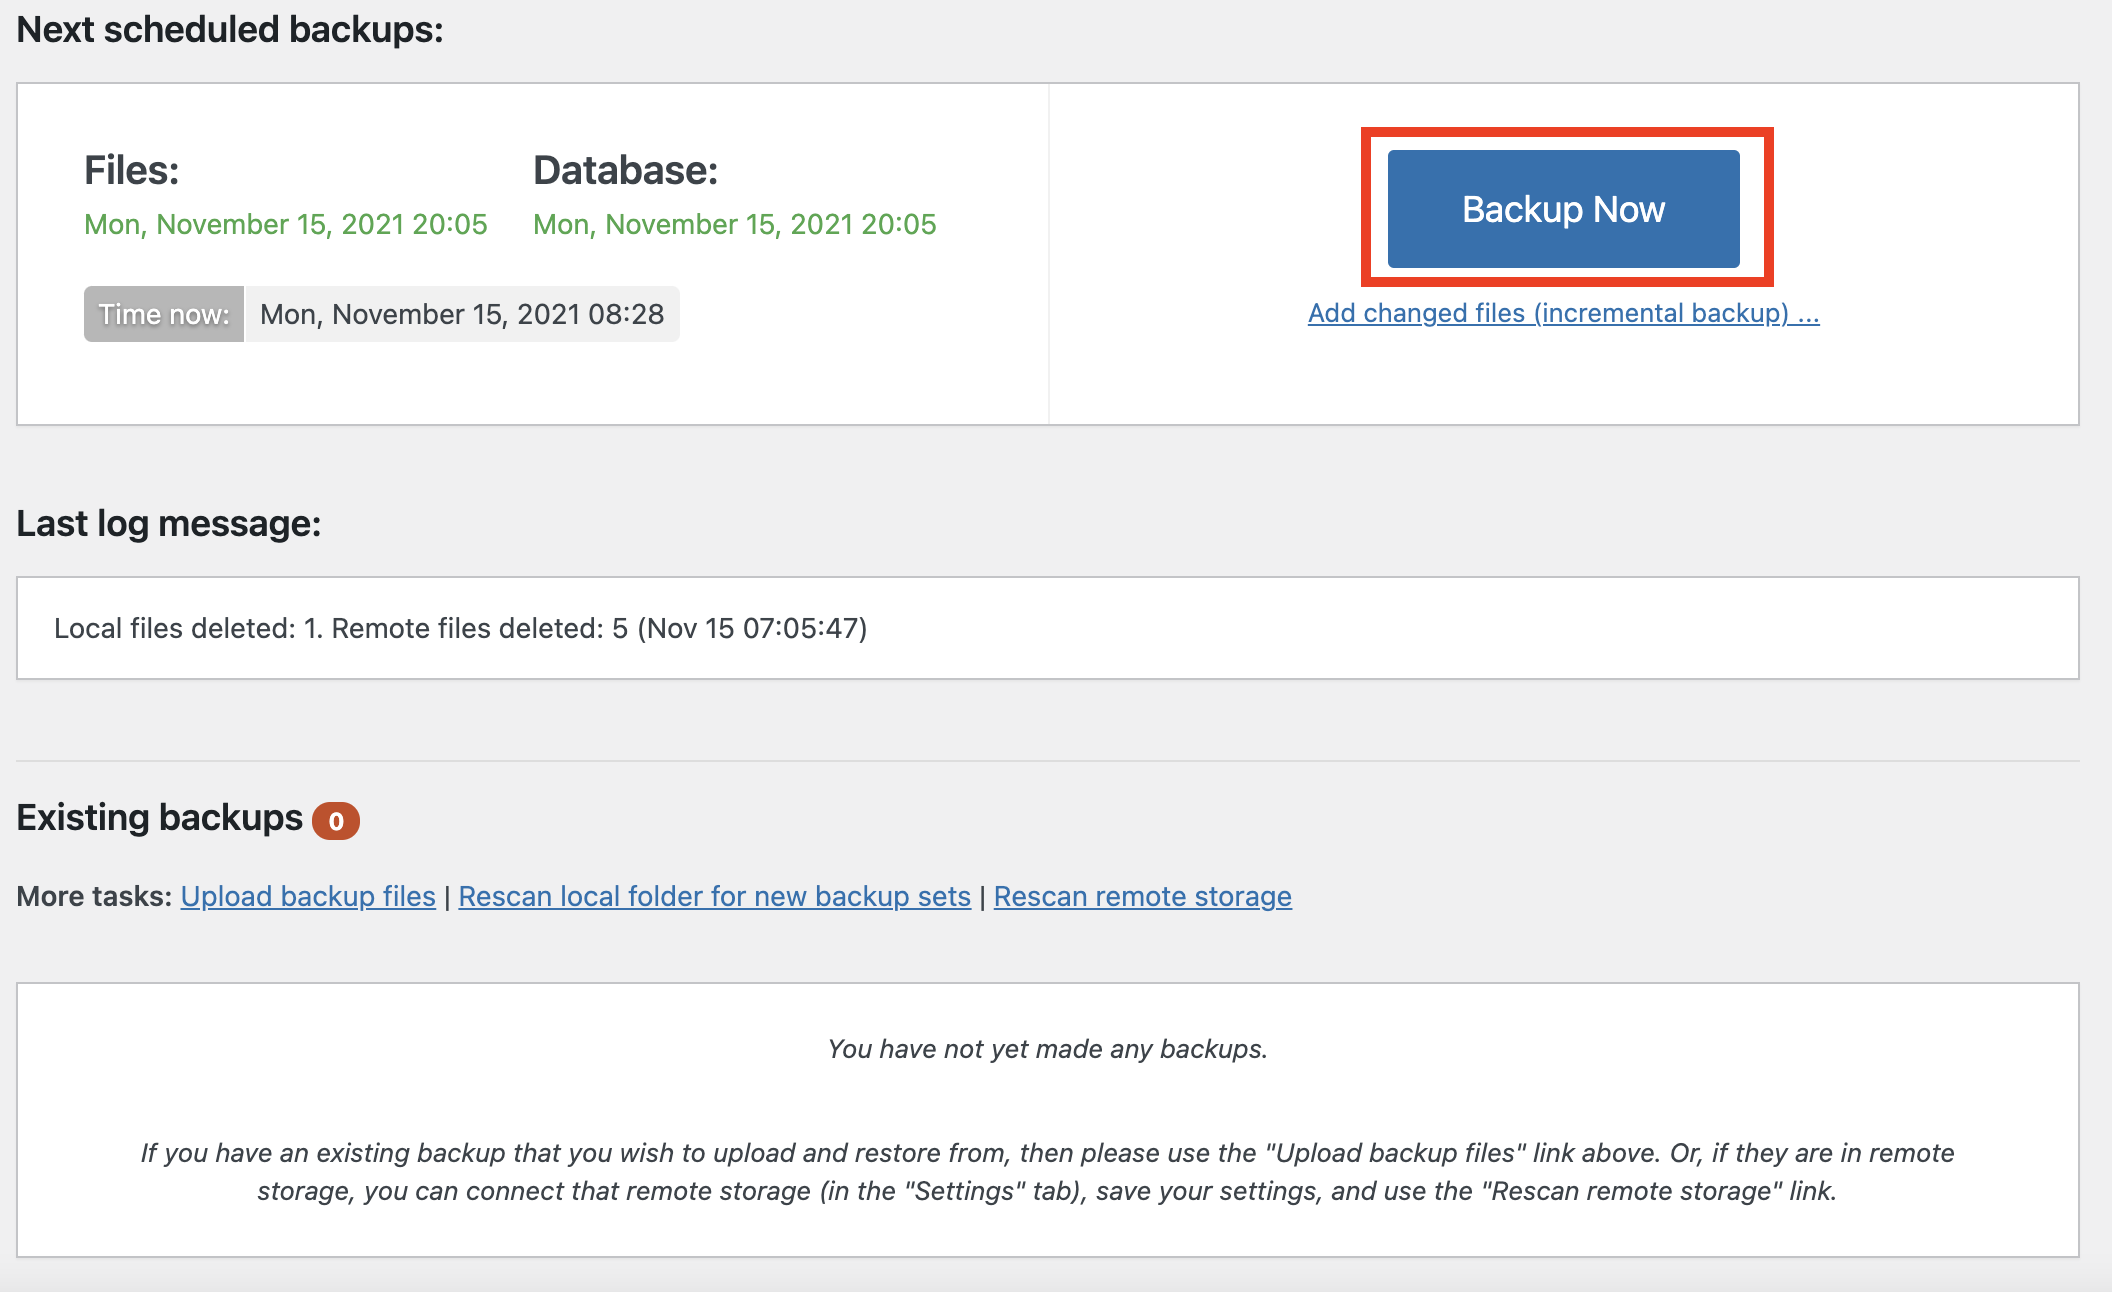 Next scheduled backups:
Files:
Mon, November 15, 2021 20:05
Database:
Mon, November 15, 2021 20:05
Time now: Mon, November 15, 2021 08:28
Backup Now
Add changed files (incremental backup) ...
Last log message:
Local files deleted: 1. Remote files deleted: 5 (Nov 15 07:05:47)
Existing backups 0
More tasks: Upload backup files | Rescan local folder for new backup sets | Rescan remote storage
You have not yet made any backups.
If you have an existing backup that you wish to upload and restore from, then please use the "Upload backup files" link above. Or, if they are in remote
storage, you can connect that remote storage (in the "Settings" tab), save your settings, and use the "Rescan remote storage" link.